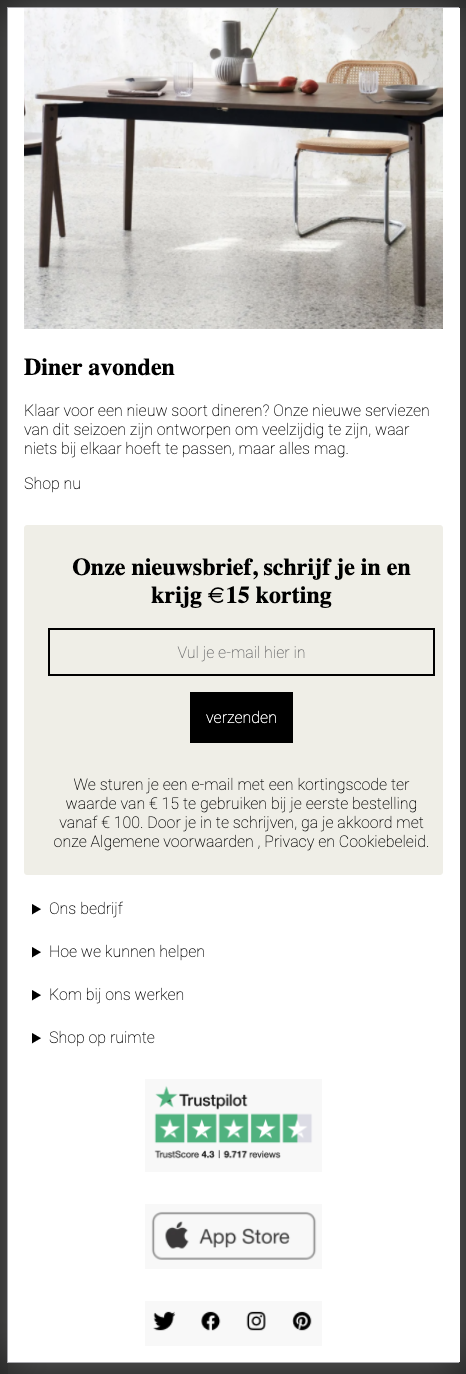 Diner avonden
Klaar voor een nieuw soort dineren? Onze nieuwe serviezen
van dit seizoen zijn ontworpen om veelzijdig te zijn, waar
niets bij elkaar hoeft te passen, maar alles mag.
Shop nu
Onze nieuwsbrief, schrijf je in en
krijg €15 korting
Vul je e-mail hier in
verzenden
We sturen je een e-mail met een kortingscode ter
waarde van € 15 te gebruiken bij je eerste bestelling
vanaf € 100. Door je in te schrijven, ga je akkoord met
onze Algemene voorwaarden , Privacy en Cookiebeleid.
Ons bedrijf
Hoe we kunnen helpen
Kom bij ons werken
Shop op ruimte
Trustpilot
TrustScore 4.3 | 9.717 reviews
App Store